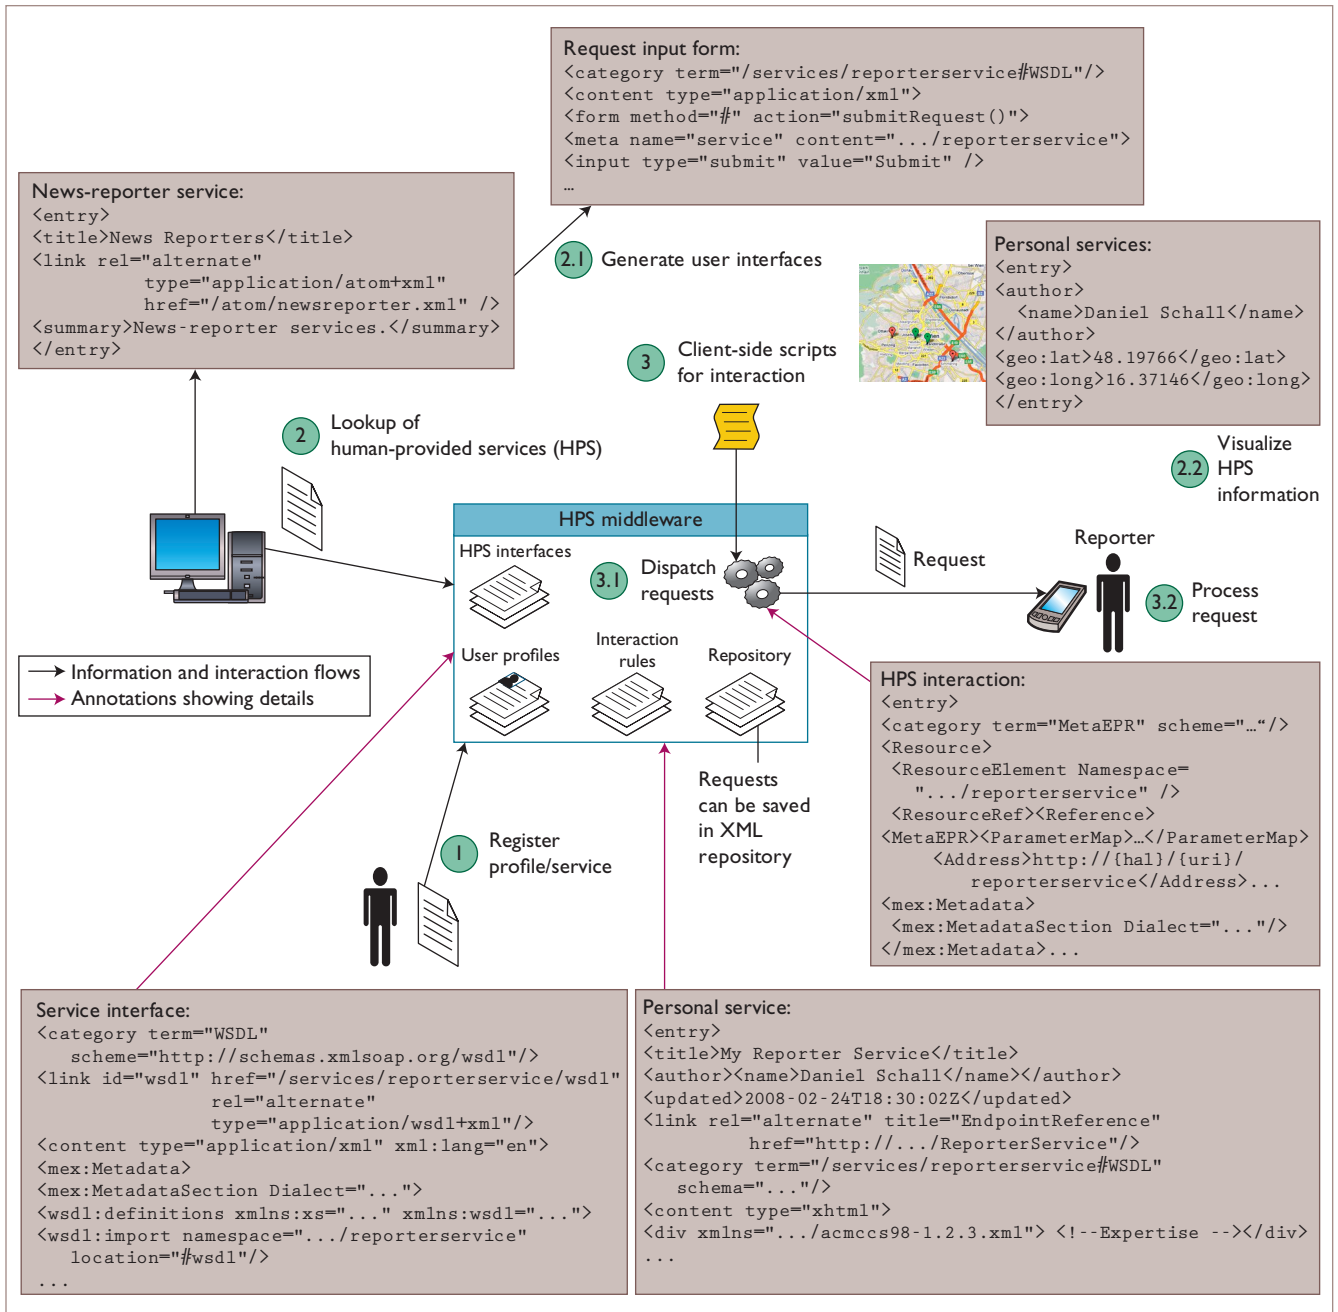 Request input form:
<category term="/services/reporterservice#WSDL"/>
<content type="application/xml">
<form method="#" action="submitRequest()">
<meta name="service" content=".../reporterservice">
<input type="submit" value="Submit" />
…
News-reporter service:
<entry>
<title>News Reporters</title>
<link rel="alternate"
type="application/atom+xml"
href="/atom/newsreporter.xml" />
<summary>News-reporter services.</summary>
</entry>
2.1 Generate user interfaces
Personal services:
<entry>
<author>
<name>Daniel Schall</name>
</author>
<geo:lat>48.19766</geo:lat>
<geo:long>16.37146</geo:long>
</entry>
3 Client-side scripts
for interaction
2 Lookup of
human-provided services (HPS)
2.2 Visualize
HPS
information
HPS middleware
HPS interfaces
3.1 Dispatch
requests
Request
Reporter
3.2 Process
request
User profiles
Interaction
rules
Repository
Information and interaction flows
Annotations showing details
HPS interaction:
<entry>
<category term="MetaEPR" scheme="…“/>
<Resource>
<ResourceElement Namespace=
".../reporterservice" />
<ResourceRef><Reference>
<MetaEPR><ParameterMap>…</ParameterMap>
<Address>http://{hal}/{uri}/
reporterservice</Address>...
<mex:Metadata>
<mex:MetadataSection Dialect="..."/>
</mex:Metadata>...
Requests
can be saved
in XML
repository
1 Register
profile/service
Service interface:
<category term="WSDL"
scheme="http://schemas.xmlsoap.org/wsdl"/>
<link id="wsdl" href="/services/reporterservice/wsdl"
rel="alternate"
type="application/wsdl+xml"/>
<content type="application/xml" xml:lang="en">
<mex:Metadata>
<mex:MetadataSection Dialect="...">
<wsdl:definitions xmlns:xs="..." xmlns:wsdl="...">
<wsdl:import namespace=".../reporterservice"
location="#wsdl"/>
...
Personal service:
<entry>
<title>My Reporter Service</title>
<author><name>Daniel Schall</name></author>
<updated>2008-02-24T18:30:02Z</updated>
<link rel="alternate" title="EndpointReference"
href="http://.../ReporterService"/>
<category term="/services/reporterservice#WSDL"
schema="..."/>
<content type="xhtml">
<div xmlns=".../acmccs98-1.2.3.xml"> <!--Expertise --></div>
...